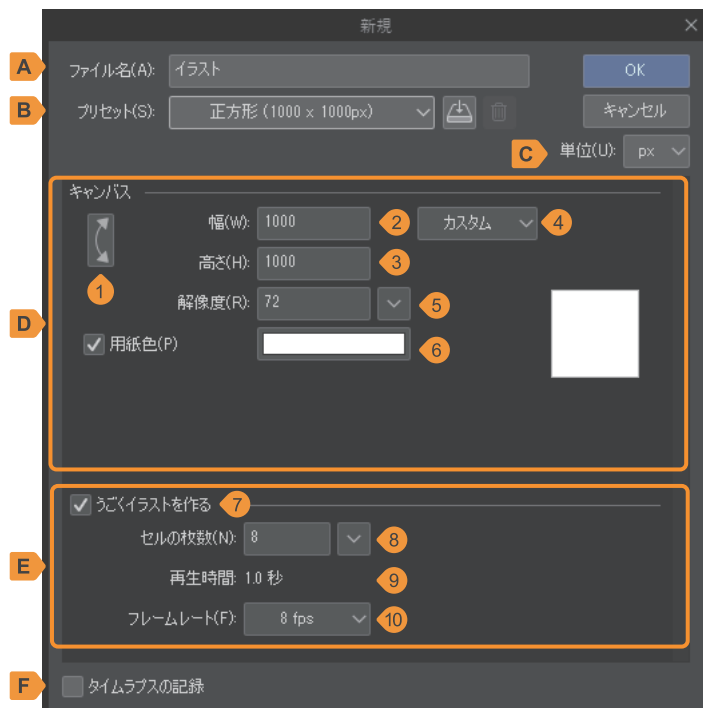 新規
A ファイル名(A): イラスト OK
B プリセット(S): 正方形 (1000 x 1000px) キャンセル
C 単位(U): px
キャンバス
幅(W): 1000 2 カスタム 4
高さ(H): 1000 3
1
解像度(R): 72 5
D
用紙色(P) 6
うごくイラストを作る 7
セルの枚数(N): 8 8
E
再生時間: 1.0 秒 9
フレームレート(F): 8 fps 10
F タイムラプスの記録